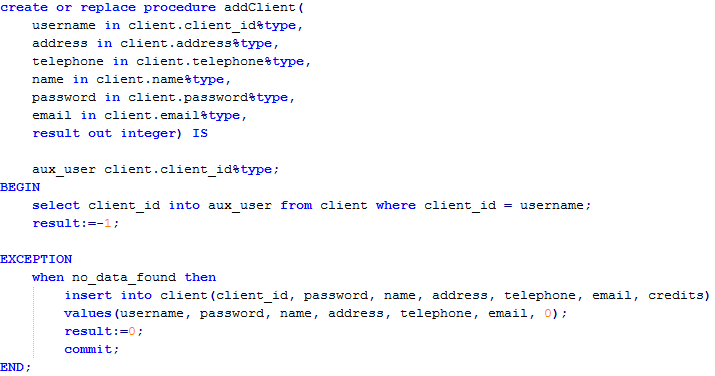 create or replace procedure addClient(
    username in client.client_id%type,
    address in client.address%type,
    telephone in client.telephone%type,
    name in client.name%type,
    password in client.password%type,
    email in client.email%type,
    result out integer) IS

    aux_user client.client_id%type;
BEGIN
    select client_id into aux_user from client where client_id = username;
    result:=-1;

EXCEPTION
    when no_data_found then
        insert into client(client_id, password, name, address, telephone, email, credits)
        values(username, password, name, address, telephone, email, 0);
        result:=0;
        commit;
END;